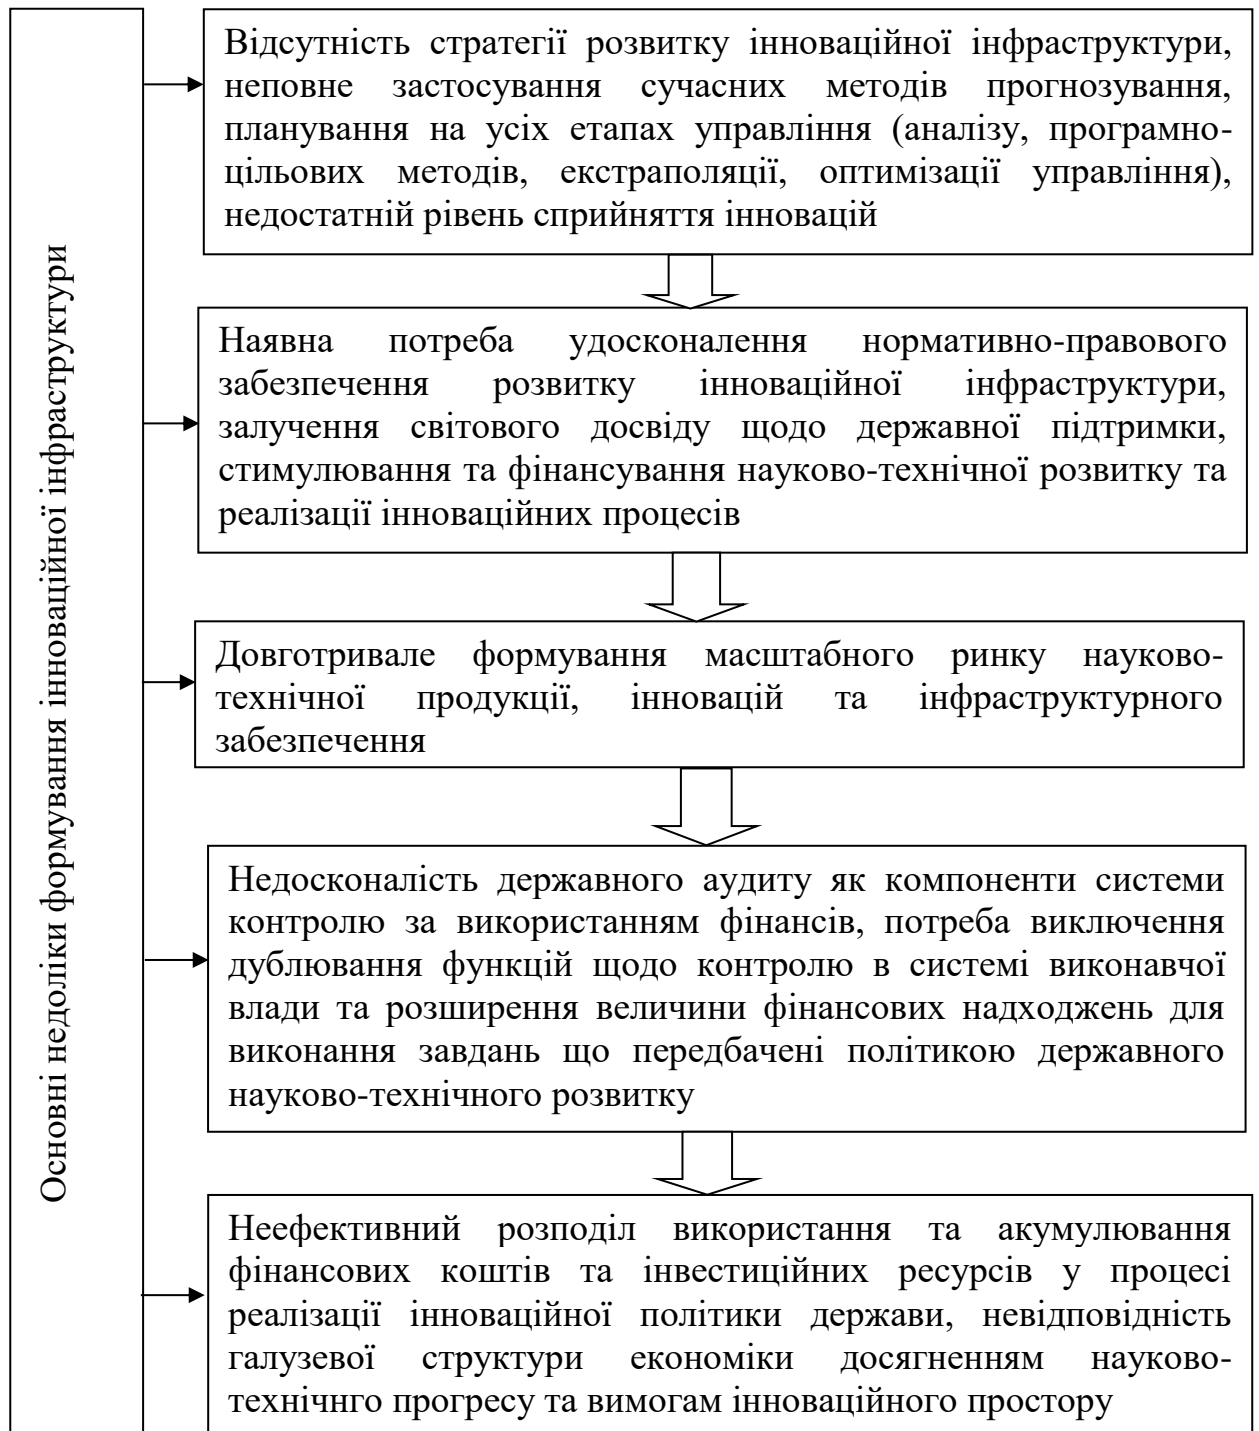 Основні недоліки формування інноваційної інфраструктури
Відсутність стратегії розвитку інноваційної інфраструктури,
неповне застосування сучасних методів прогнозування,
планування на усіх етапах управління (аналізу, програмно-
цільових методів, екстраполяції, оптимізації управління),
недостатній рівень сприйняття інновацій
Наявна потреба удосконалення нормативно-правового
забезпечення розвитку інноваційної інфраструктури,
залучення світового досвіду щодо державної підтримки,
стимулювання та фінансування науково-технічної розвитку та
реалізації інноваційних процесів
Довготривале формування масштабного ринку науково-
технічної продукції, інновацій та інфраструктурного
забезпечення
Недосконалість державного аудиту як компоненти системи
контролю за використанням фінансів, потреба виключення
дублювання функцій щодо контролю в системі виконавчої
влади та розширення величини фінансових надходжень для
виконання завдань що передбачені політикою державного
науково-технічного розвитку
Неефективний розподіл використання та акумулювання
фінансових коштів та інвестиційних ресурсів у процесі
реалізації інноваційної політики держави, невідповідність
галузевої структури економіки досягненням науково-
технічнго прогресу та вимогам інноваційного простору